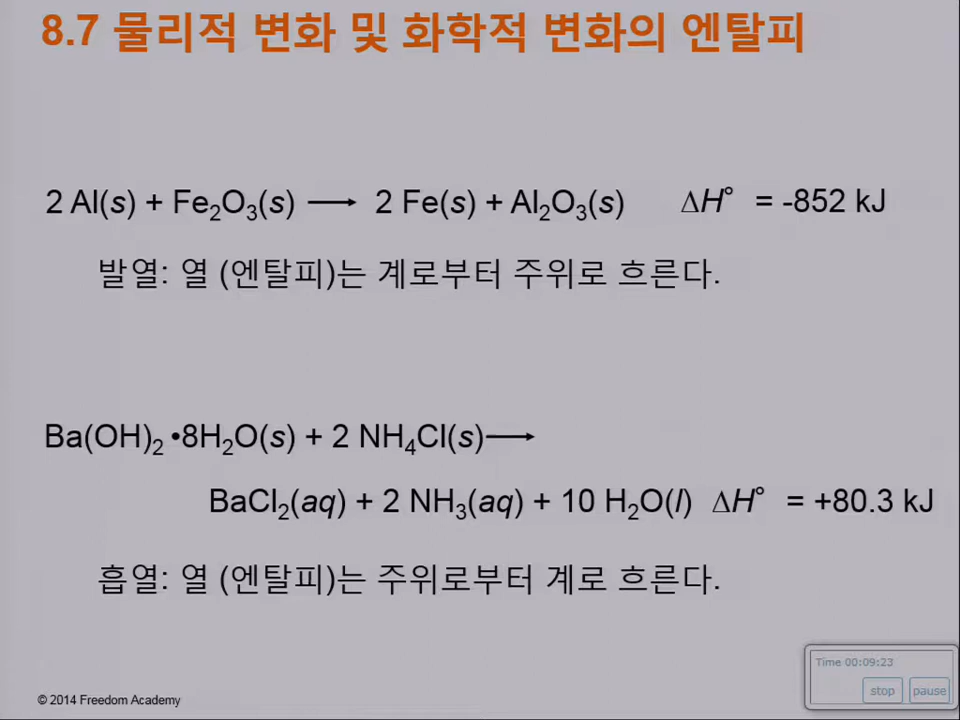 8.7 물리적 변화 및 화학적 변화의 엔탈피
2 Al(s) + Fe₂O₃(s) ⟶ 2 Fe(s) + Al₂O₃(s) ΔH° = -852 kJ
발열: 열 (엔탈피)는 계로부터 주위로 흐른다.
Ba(OH)₂ •8H₂O(s) + 2 NH₄Cl(s)⟶
BaCl₂(aq) + 2 NH₃(aq) + 10 H₂O(l) ΔH° = +80.3 kJ
흡열: 열 (엔탈피)는 주위로부터 계로 흐른다.
Time 00:09:23
stop pause
© 2014 Freedom Academy